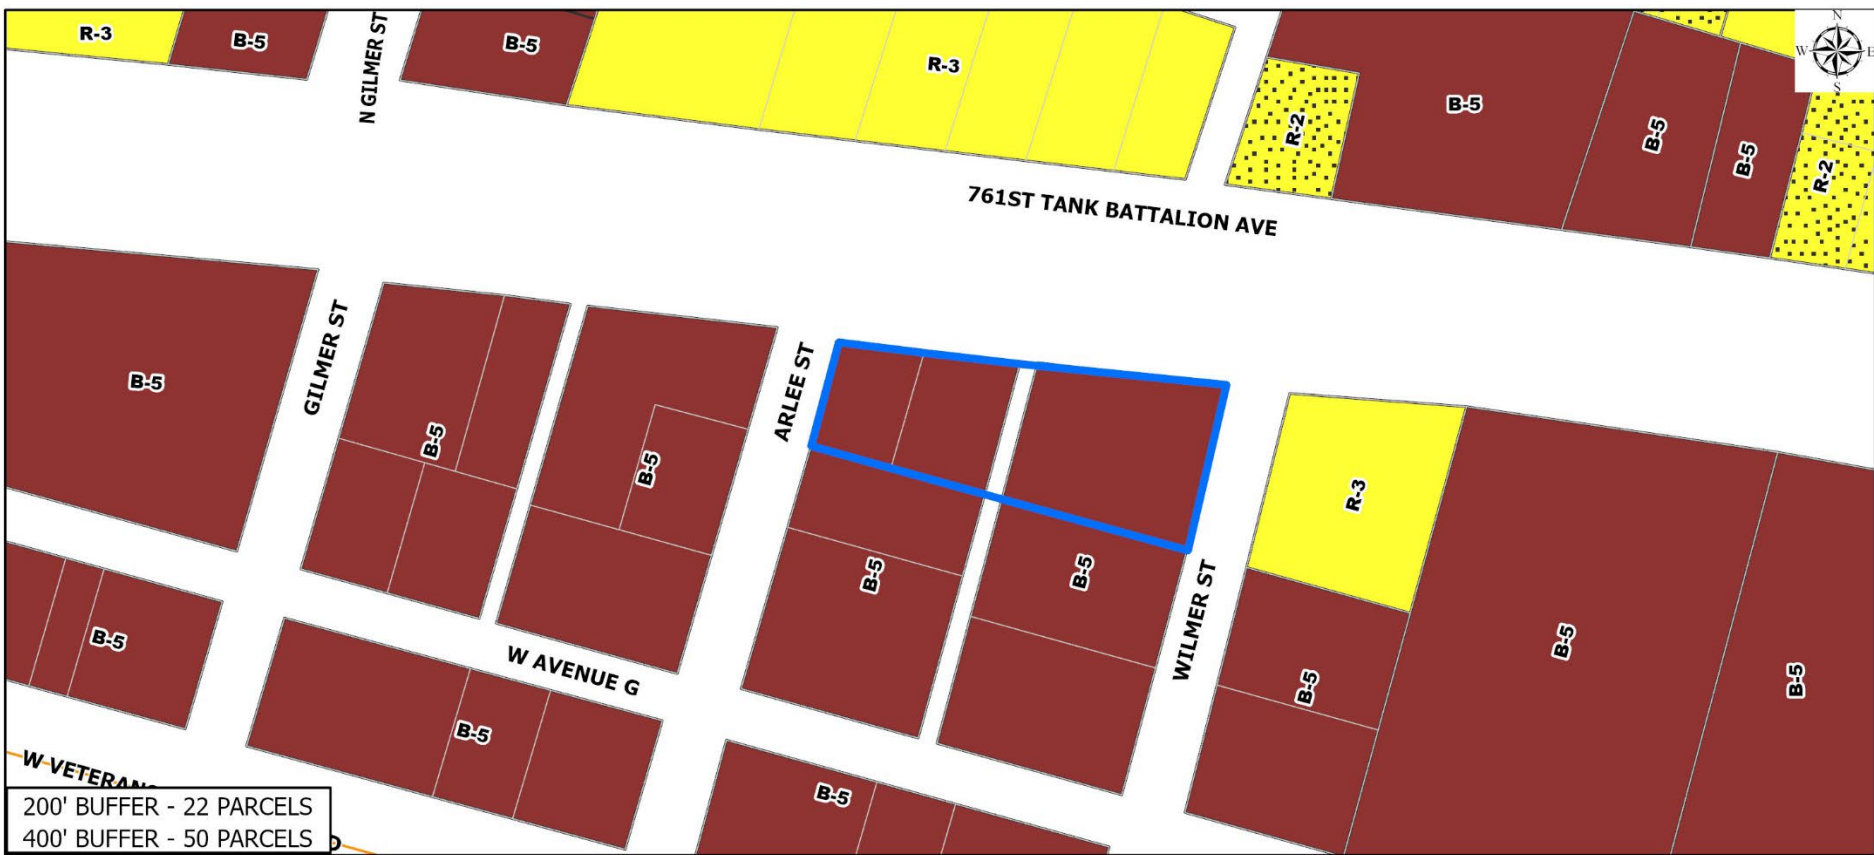 R-3
B-5
N GILMER ST
B-5
R-3
B-5
R-2
B-5
B-5
R-2
N
W E
S
761ST TANK BATTALION AVE
B-5
GILMER ST
B-5
B-5
ARLEE ST
B-5
B-5
WILMER ST
R-3
B-5
B-5
B-5
B-5
W AVENUE G
B-5
B-5
W VETERANS
200' BUFFER - 22 PARCELS
400' BUFFER - 50 PARCELS